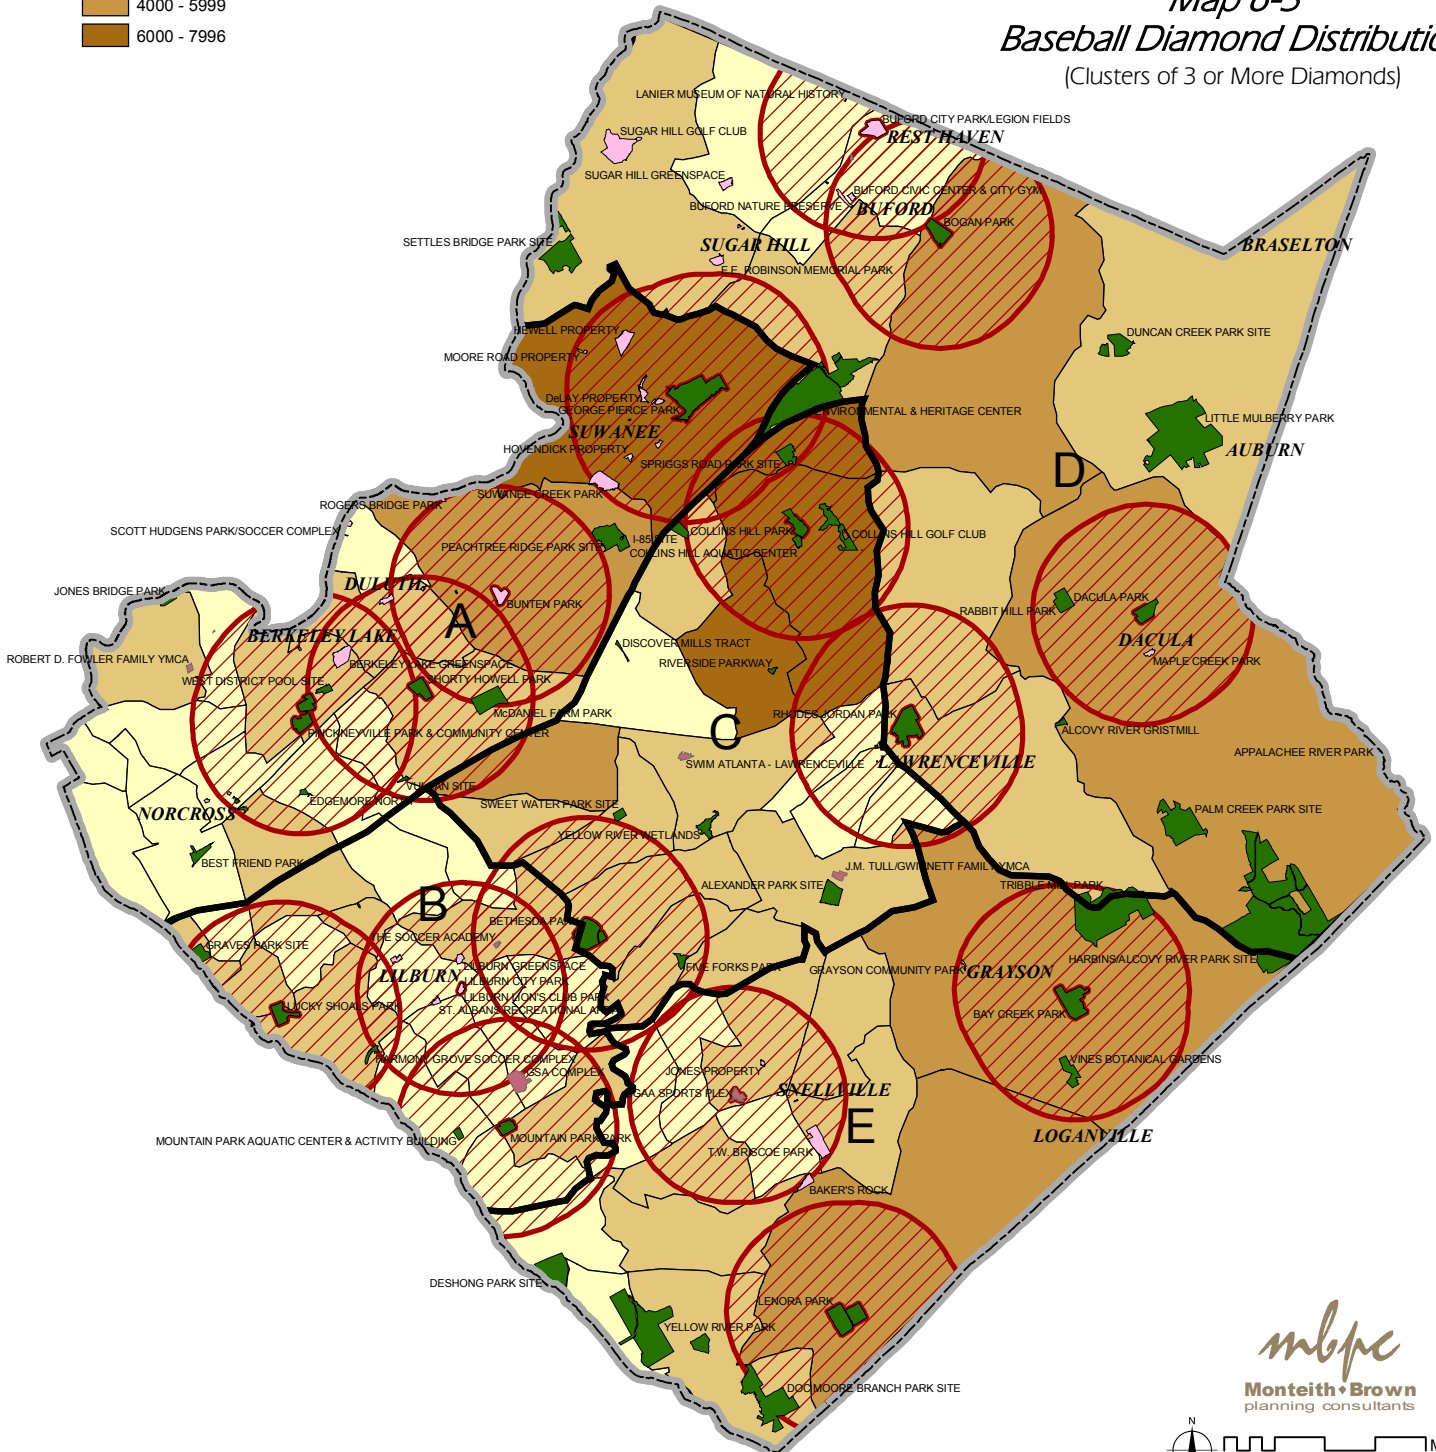 4000 - 5999
6000 - 7996
Map 6-5
Baseball Diamond Distributio
(Clusters of 3 or More Diamonds)
LANIER MUSEUM OF NATURAL HISTORY
BUFORD CITY PARK/LEGION FIELDS
REST HAVEN
SUGAR HILL GOLF CLUB
SUGAR HILL GREENSPACE
BUFORD CIVIC CENTER & CITY GYM
BUFORD NATURE PRESERVE
BUFORD
BOGAN PARK
SETTLES BRIDGE PARK SITE
SUGAR HILL
BRASELTON
E.E. ROBINSON MEMORIAL PARK
HEWELL PROPERTY
DUNCAN CREEK PARK SITE
MOORE ROAD PROPERTY
DeLAY PROPERTY
GEORGE PIERCE PARK
ENVIRONMENTAL & HERITAGE CENTER
LITTLE MULBERRY PARK
SUWANEE
HOVENDICK PROPERTY
AUBURN
SPRIGGS ROAD PARK SITE
D
SUWANEE CREEK PARK
ROGERS BRIDGE PARK
SCOTT HUDGENS PARK/SOCCER COMPLEX
COLLINS HILL PARK
COLLINS HILL GOLF CLUB
I-85 SITE
PEACHTREE RIDGE PARK SITE
COLLINS HILL AQUATIC CENTER
JONES BRIDGE PARK
DULUTH
BUNTEN PARK
DACULA PARK
RABBIT HILL PARK
A
BERKELEY LAKE
DISCOVER MILLS TRACT
DACULA
ROBERT D. FOWLER FAMILY YMCA
BERKELEY LAKE GREENSPACE
RIVERSIDE PARKWAY
MAPLE CREEK PARK
WEST DISTRICT POOL SITE
SHORTY HOWELL PARK
McDANIEL FARM PARK
RHODES JORDAN PARK
PINCKNEYVILLE PARK & COMMUNITY CENTER
C
ALCOVY RIVER GRISTMILL
APPALACHEE RIVER PARK
SWIM ATLANTA - LAWRENCEVILLE
LAWRENCEVILLE
VULCAN SITE
EDGEMORE NORTH
SWEET WATER PARK SITE
NORCROSS
PALM CREEK PARK SITE
YELLOW RIVER WETLANDS
BEST FRIEND PARK
J.M. TULL/GWINNETT FAMILY YMCA
ALEXANDER PARK SITE
TRIBBLE MILL PARK
B
BETHESDA PARK
THE SOCCER ACADEMY
GRAVES PARK SITE
LILBURN
LILBURN GREENSPACE
FIVE FORKS PARK
GRAYSON COMMUNITY PARK
GRAYSON
HARBINS/ALCOVY RIVER PARK SITE
LILBURN CITY PARK
LILBURN LION'S CLUB PARK
LUCKY SHOALS PARK
ST. ALBANS RECREATIONAL AREA
BAY CREEK PARK
HARMONY GROVE SOCCER COMPLEX
VINES BOTANICAL GARDENS
GSA COMPLEX
JONES PROPERTY
SGAA SPORTS PLEX
SNELLVILLE
E
LOGANVILLE
MOUNTAIN PARK AQUATIC CENTER & ACTIVITY BUILDING
MOUNTAIN PARK PARK
T.W. BRISCOE PARK
BAKER'S ROCK
DESHONG PARK SITE
LENORA PARK
YELLOW RIVER PARK
DOC MOORE BRANCH PARK SITE
mbpc
Monteith Brown
planning consultants
N
M